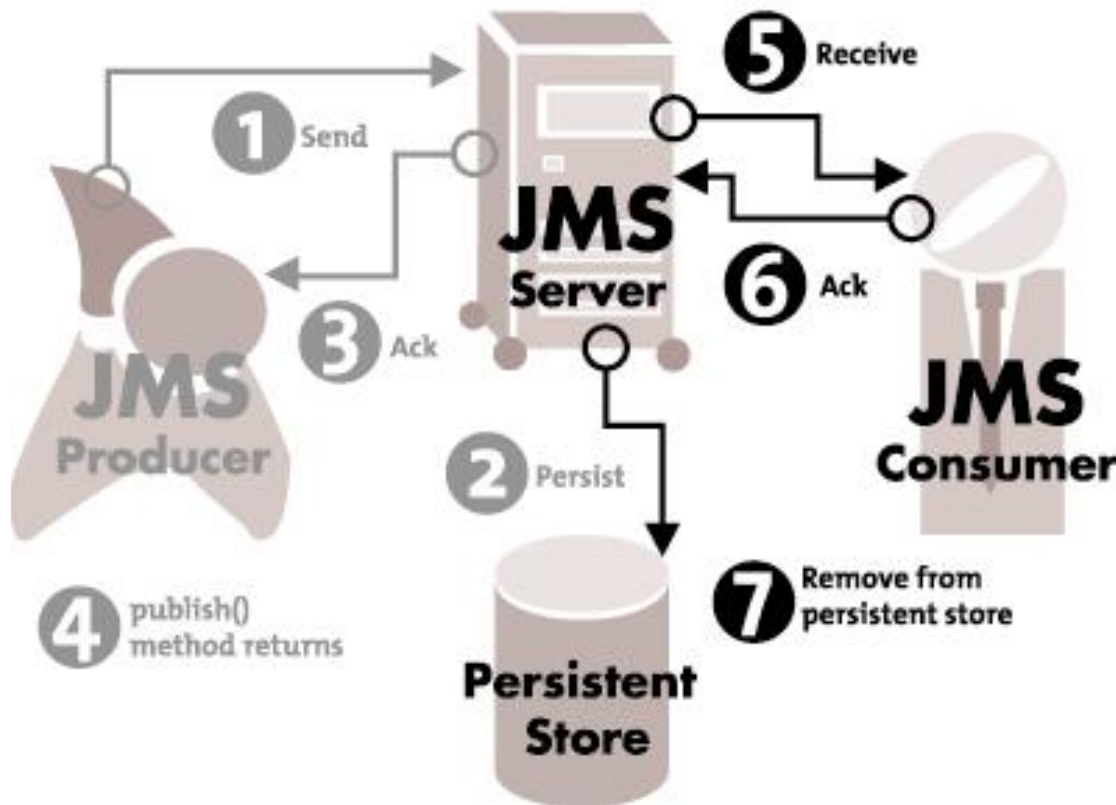 5 Receive
1 Send
JMS
Server
6 Ack
3 Ack
JMS
Producer
JMS
Consumer
2 Persist
4 publish()
method returns
7 Remove from
persistent store
Persistent
Store